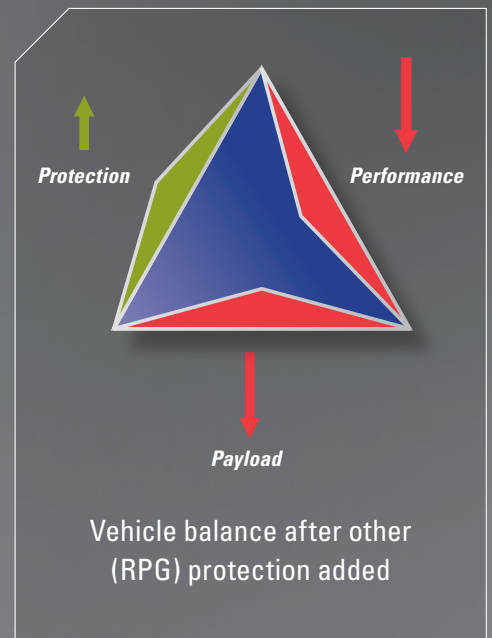 Protection
Performance
Payload
Vehicle balance after other
(RPG) protection added